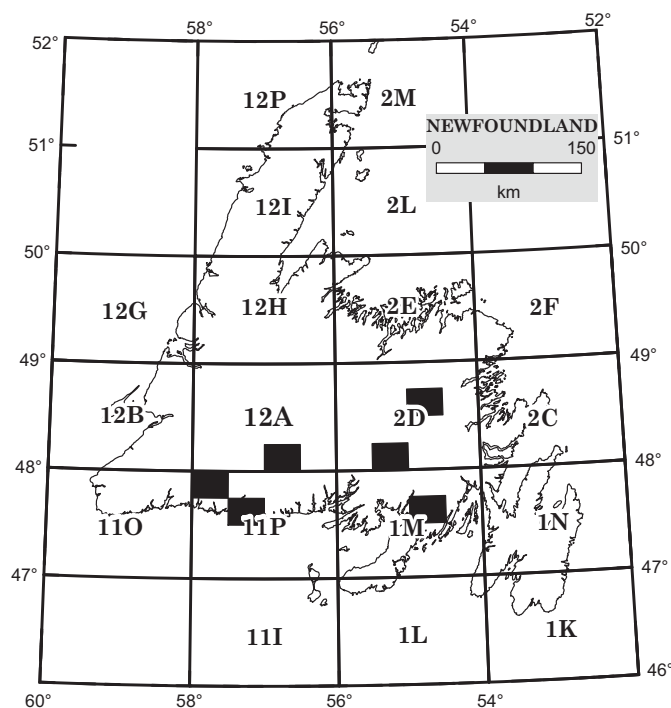 58° 56° 54° 52°
52°
12P 2M
NEWFOUNDLAND
0 150
km
51° 51°
12I 2L
50° 50°
12G 12H 2E 2F
49° 49°
12B 12A 2D 2C
48° 48°
11O 11P 1M 1N
47° 47°
11I 1L 1K
46°
60° 58° 56° 54°